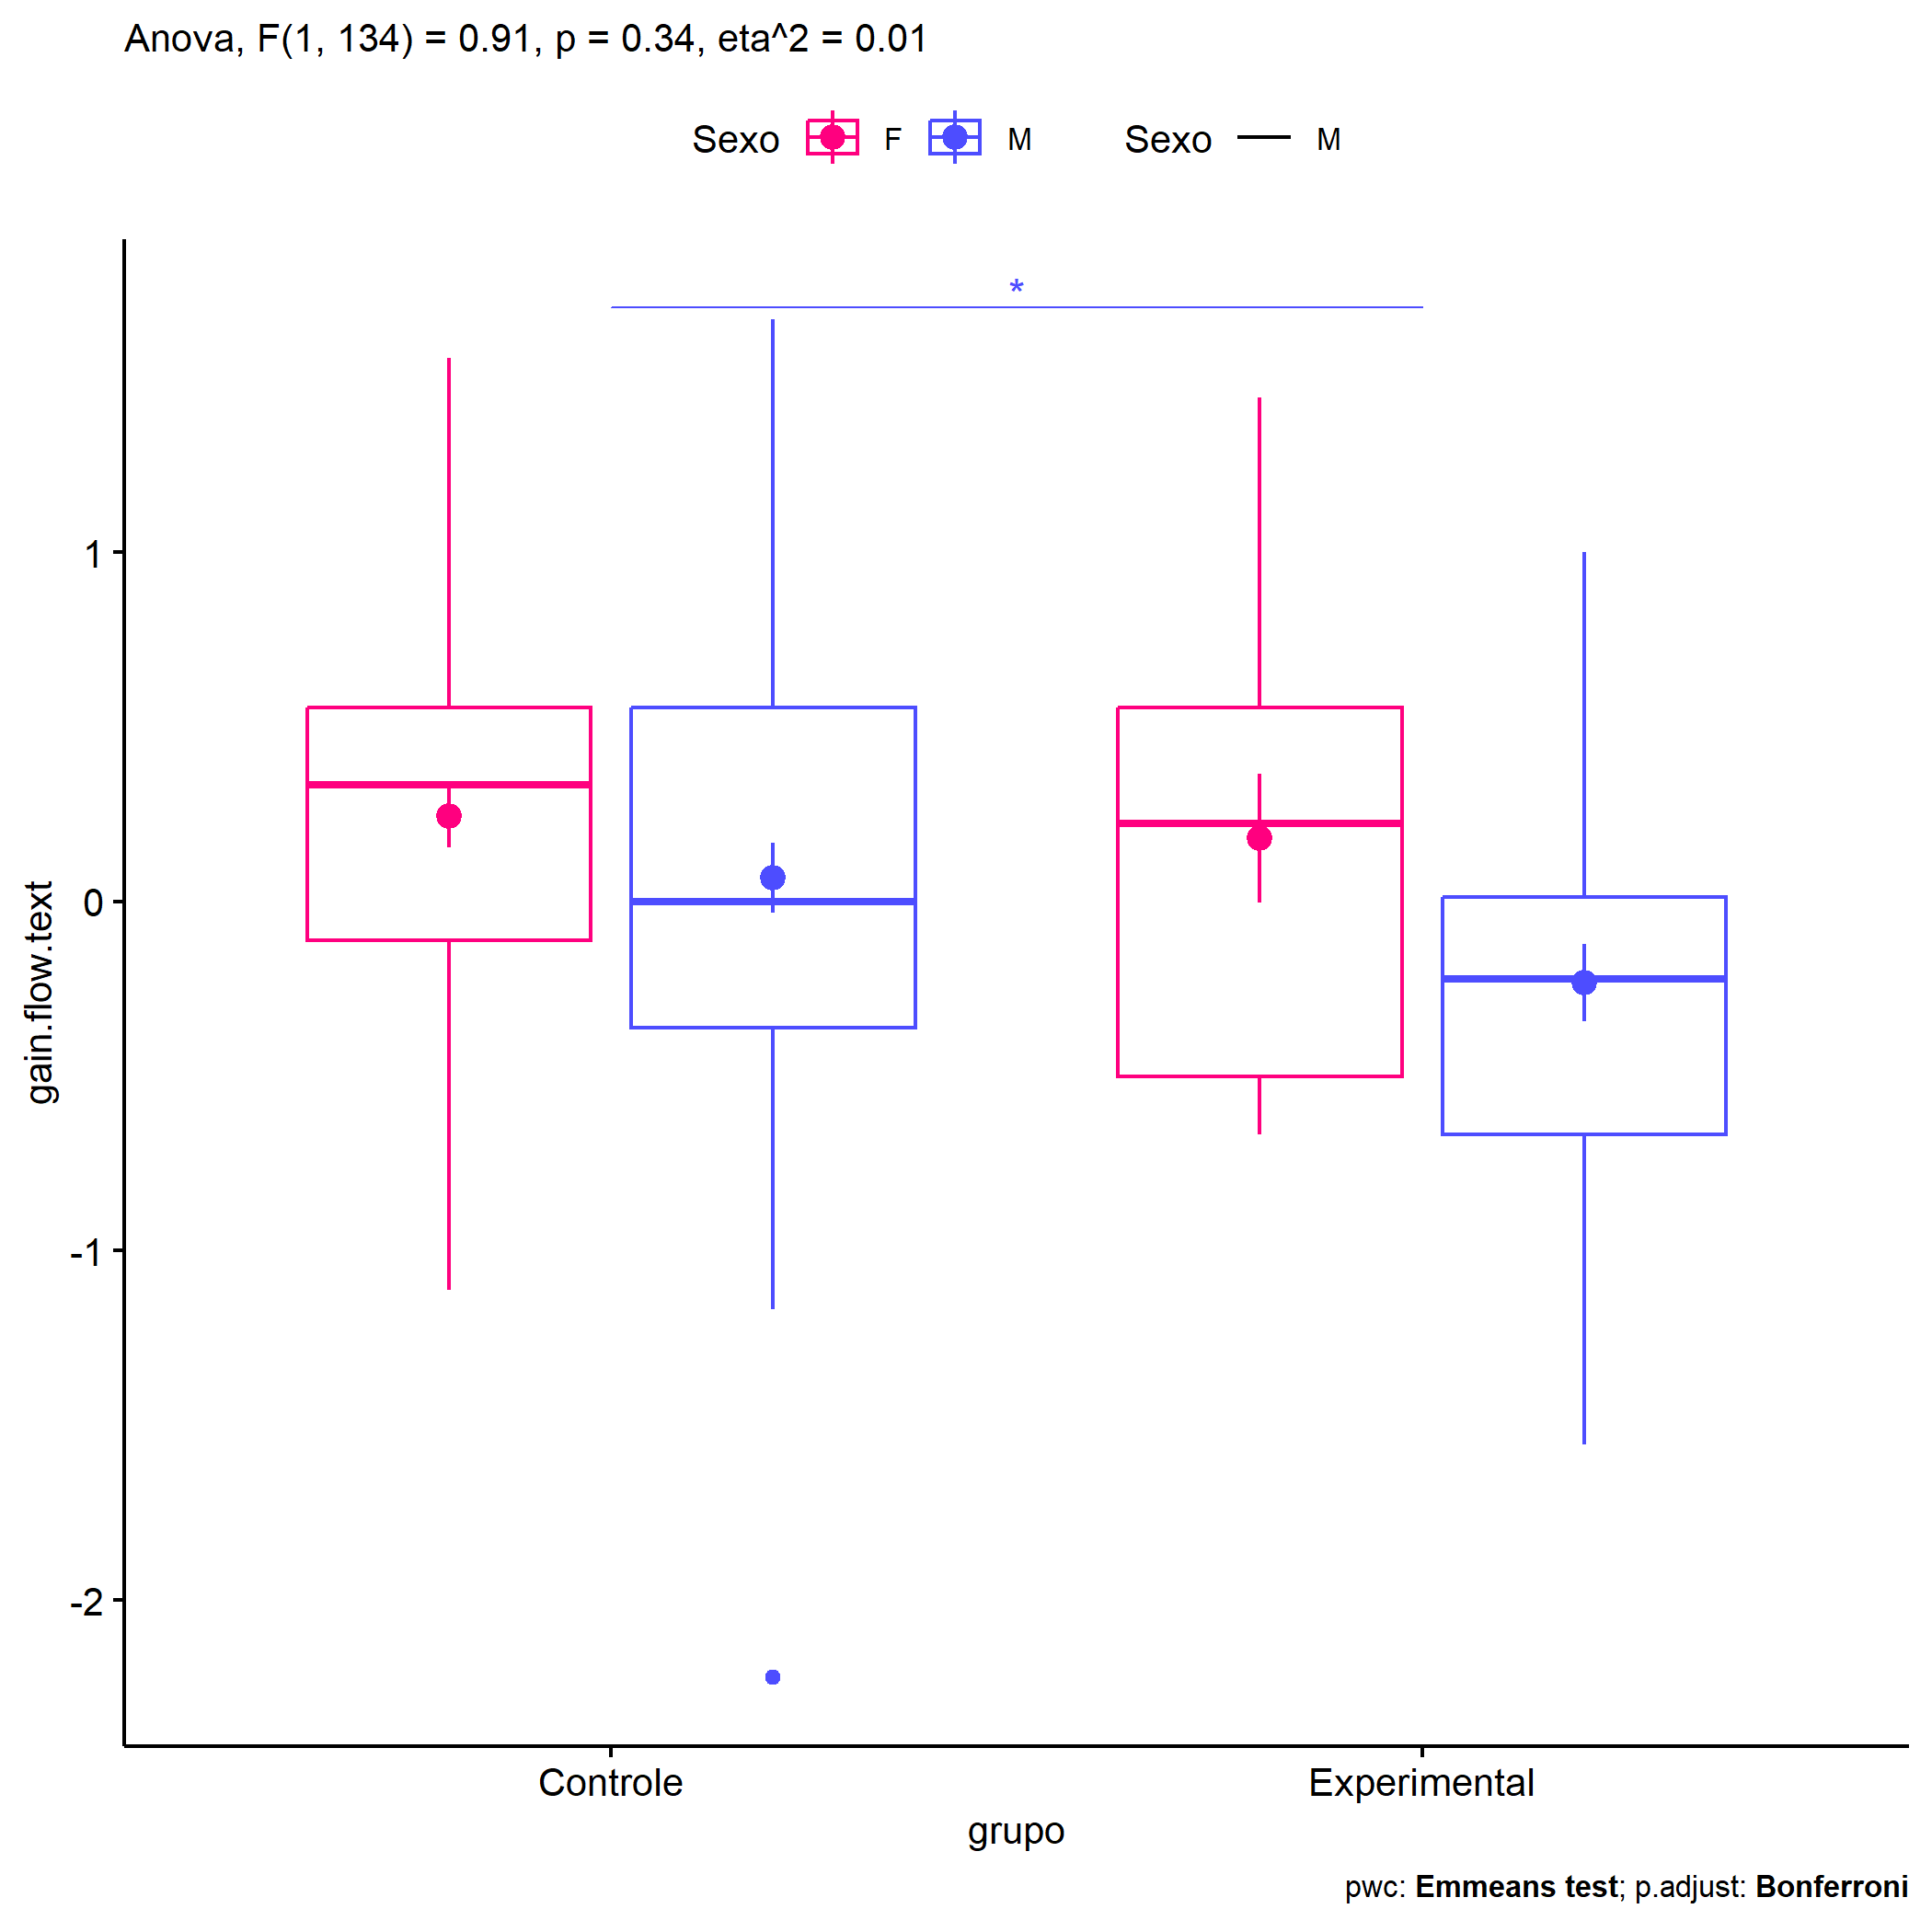 Anova, F(1, 134) = 0.91, p = 0.34, eta^2 = 0.01
Sexo F M Sexo M
*
1
0
-1
-2
gain.flow.text
Controle Experimental
grupo
pwc: Emmeans test; p.adjust: Bonferroni